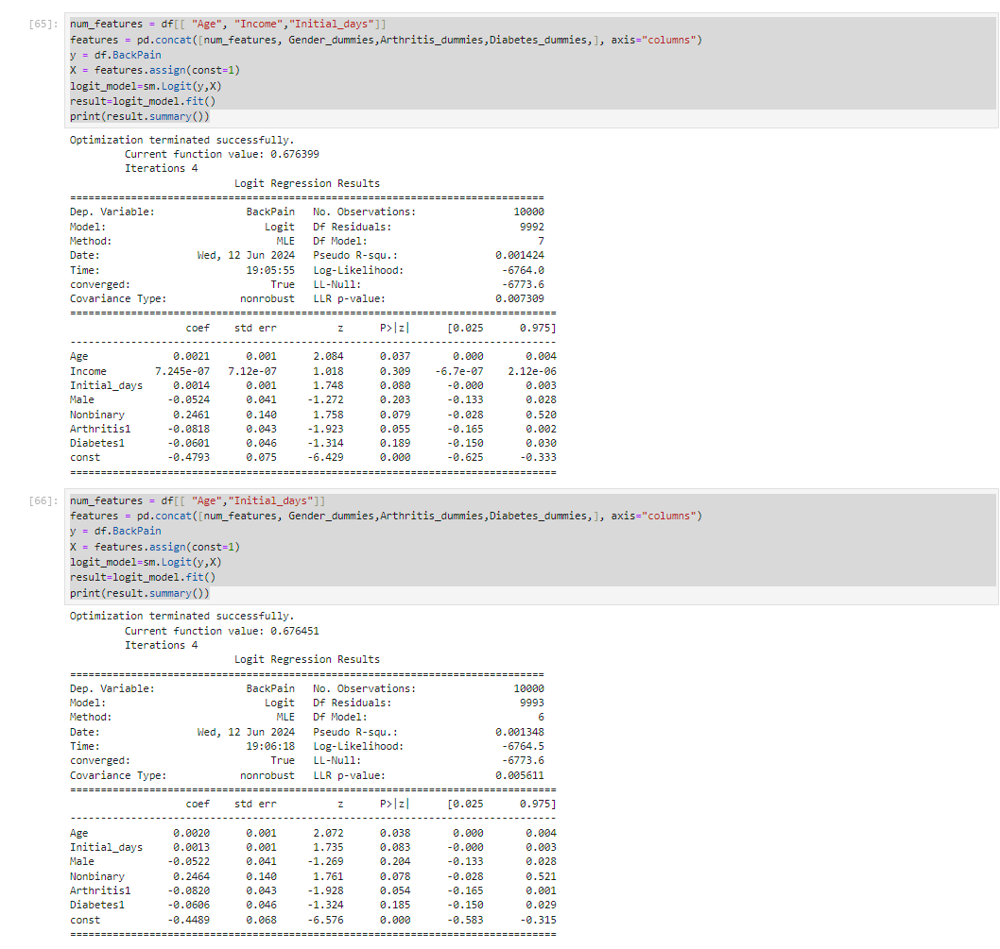 [65]: num_features = df[[ "Age", "Income","Initial_days"]]
features = pd.concat([num_features, Gender_dummies,Arthritis_dummies,Diabetes_dummies,], axis="columns")
y = df.BackPain
X = features.assign(const=1)
logit_model=sm.Logit(y,X)
result=logit_model.fit()
print(result.summary())
Optimization terminated successfully.
Current function value: 0.676399
Iterations 4
Logit Regression Results
==============================================================================
Dep. Variable: BackPain No. Observations: 10000
Model: Logit Df Residuals: 9992
Method: MLE Df Model: 7
Date: Wed, 12 Jun 2024 Pseudo R-squ.: 0.001424
Time: 19:05:55 Log-Likelihood: -6764.0
converged: True LL-Null: -6773.6
Covariance Type: nonrobust LLR p-value: 0.007309
================================================================================
coef std err z P>|z| [0.025 0.975]
--------------------------------------------------------------------------------
Age 0.0021 0.001 2.084 0.037 0.000 0.004
Income 7.245e-07 7.12e-07 1.018 0.309 -6.7e-07 2.12e-06
Initial_days 0.0014 0.001 1.748 0.080 -0.000 0.003
Male -0.0524 0.041 -1.272 0.203 -0.133 0.028
Nonbinary 0.2461 0.140 1.758 0.079 -0.028 0.520
Arthritis1 -0.0818 0.043 -1.923 0.055 -0.165 0.002
Diabetes1 -0.0601 0.046 -1.314 0.189 -0.150 0.030
const -0.4793 0.075 -6.429 0.000 -0.625 -0.333
================================================================================
[66]: num_features = df[[ "Age","Initial_days"]]
features = pd.concat([num_features, Gender_dummies,Arthritis_dummies,Diabetes_dummies,], axis="columns")
y = df.BackPain
X = features.assign(const=1)
logit_model=sm.Logit(y,X)
result=logit_model.fit()
print(result.summary())
Optimization terminated successfully.
Current function value: 0.676451
Iterations 4
Logit Regression Results
==============================================================================
Dep. Variable: BackPain No. Observations: 10000
Model: Logit Df Residuals: 9993
Method: MLE Df Model: 6
Date: Wed, 12 Jun 2024 Pseudo R-squ.: 0.001348
Time: 19:06:18 Log-Likelihood: -6764.5
converged: True LL-Null: -6773.6
Covariance Type: nonrobust LLR p-value: 0.005611
================================================================================
coef std err z P>|z| [0.025 0.975]
--------------------------------------------------------------------------------
Age 0.0020 0.001 2.072 0.038 0.000 0.004
Initial_days 0.0013 0.001 1.735 0.083 -0.000 0.003
Male -0.0522 0.041 -1.269 0.204 -0.133 0.028
Nonbinary 0.2464 0.140 1.761 0.078 -0.028 0.521
Arthritis1 -0.0820 0.043 -1.928 0.054 -0.165 0.001
Diabetes1 -0.0606 0.046 -1.324 0.185 -0.150 0.029
const -0.4489 0.068 -6.576 0.000 -0.583 -0.315
================================================================================